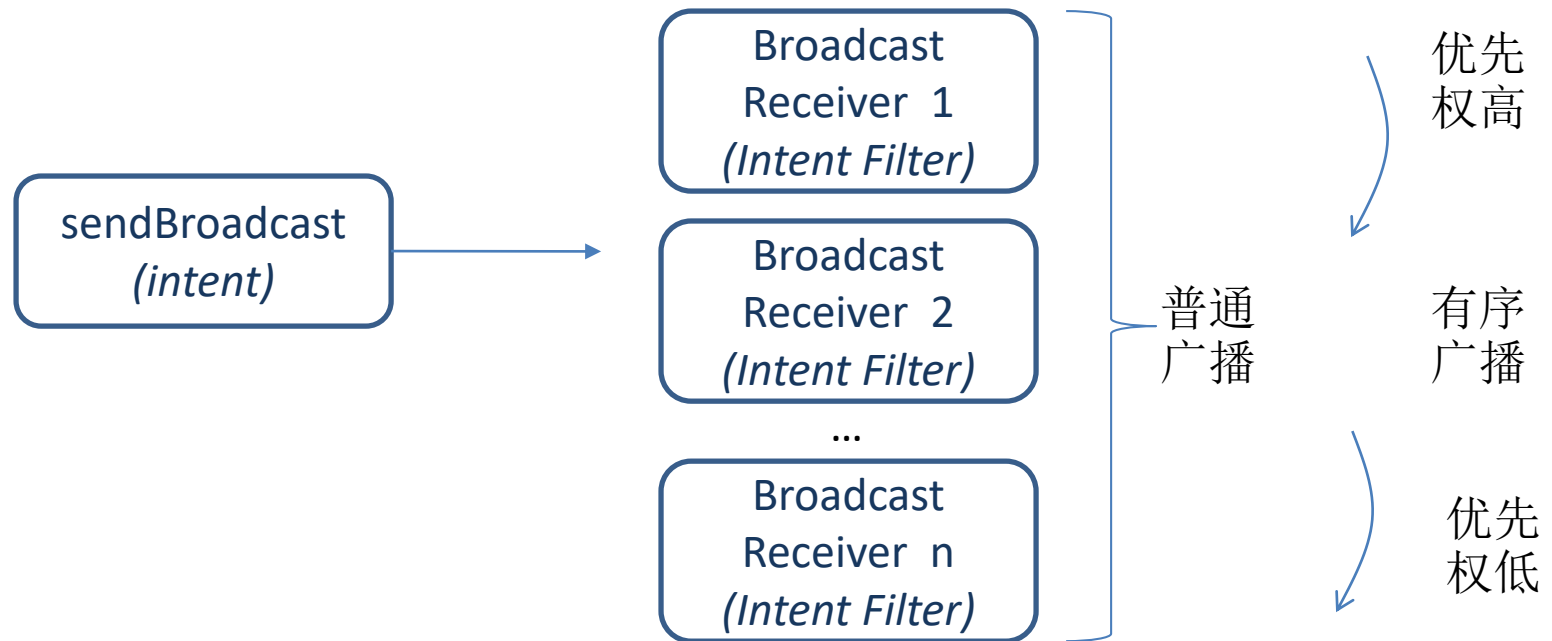 sendBroadcast
(intent)
Broadcast
Receiver 1
(Intent Filter)
Broadcast
Receiver 2
(Intent Filter)
...
Broadcast
Receiver n
(Intent Filter)
普通
广播
优先
权高
有序
广播
优先
权低